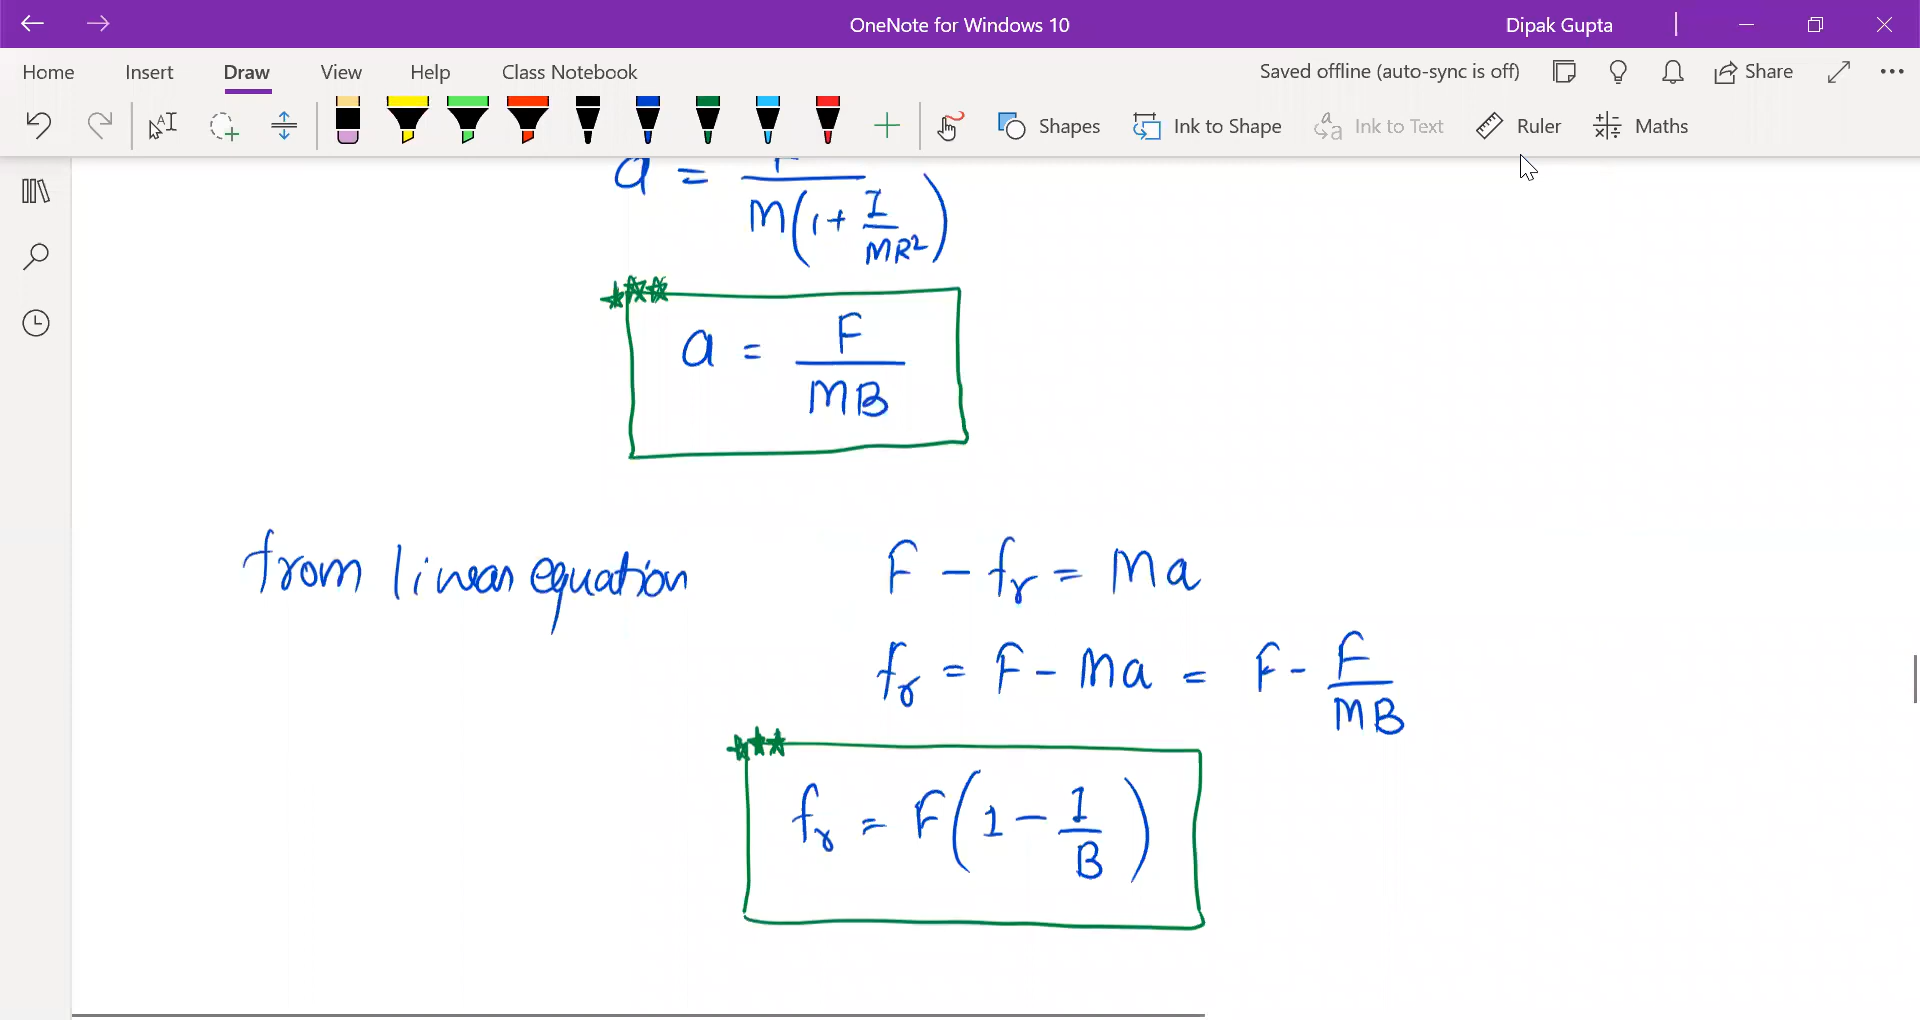 OneNote for Windows 10
Dipak Gupta
Home Insert Draw View Help Class Notebook
Saved offline (auto-sync is off) Share
Shapes Ink to Shape Ink to Text Ruler Maths
a = F / M(1 + I/MR²)
a = F / MB
from linear equation F - fr = Ma
fr = F - Ma = F - F/MB
fr = F(1 - 1/B)